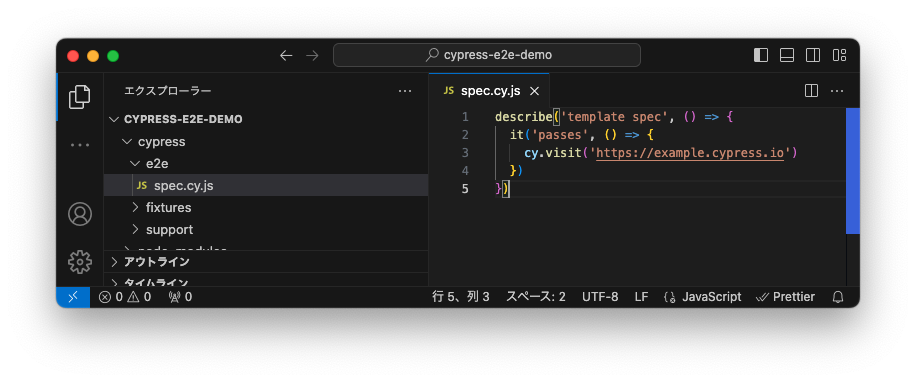 cypress-e2e-demo
エクスプローラー
CYPRESS-E2E-DEMO
cypress
e2e
JS spec.cy.js
fixtures
support
node_modules
アウトライン
タイムライン
JS spec.cy.js
1 describe('template spec', () => {
2 it('passes', () => {
3 cy.visit('https://example.cypress.io')
4 })
5 })
0 0 0 行 5、列 3 スペース: 2 UTF-8 LF JavaScript Prettier